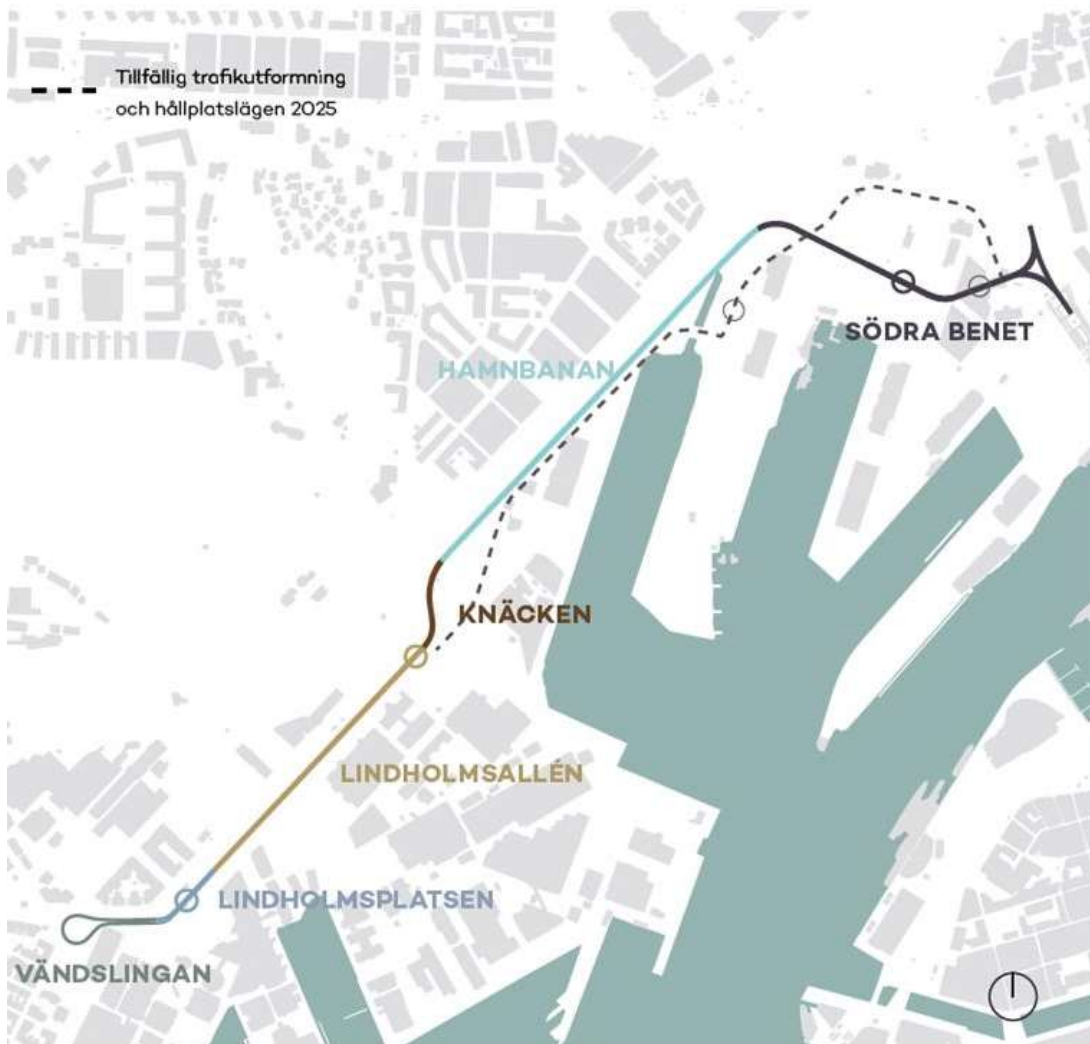 Tillfällig trafikutformning
och hållplatslägen 2025
SÖDRA BENET
HAMNBANAN
KNÄCKEN
LINDHOLMSALLÉN
LINDHOLMSPLATSEN
VÄNDSLINGAN